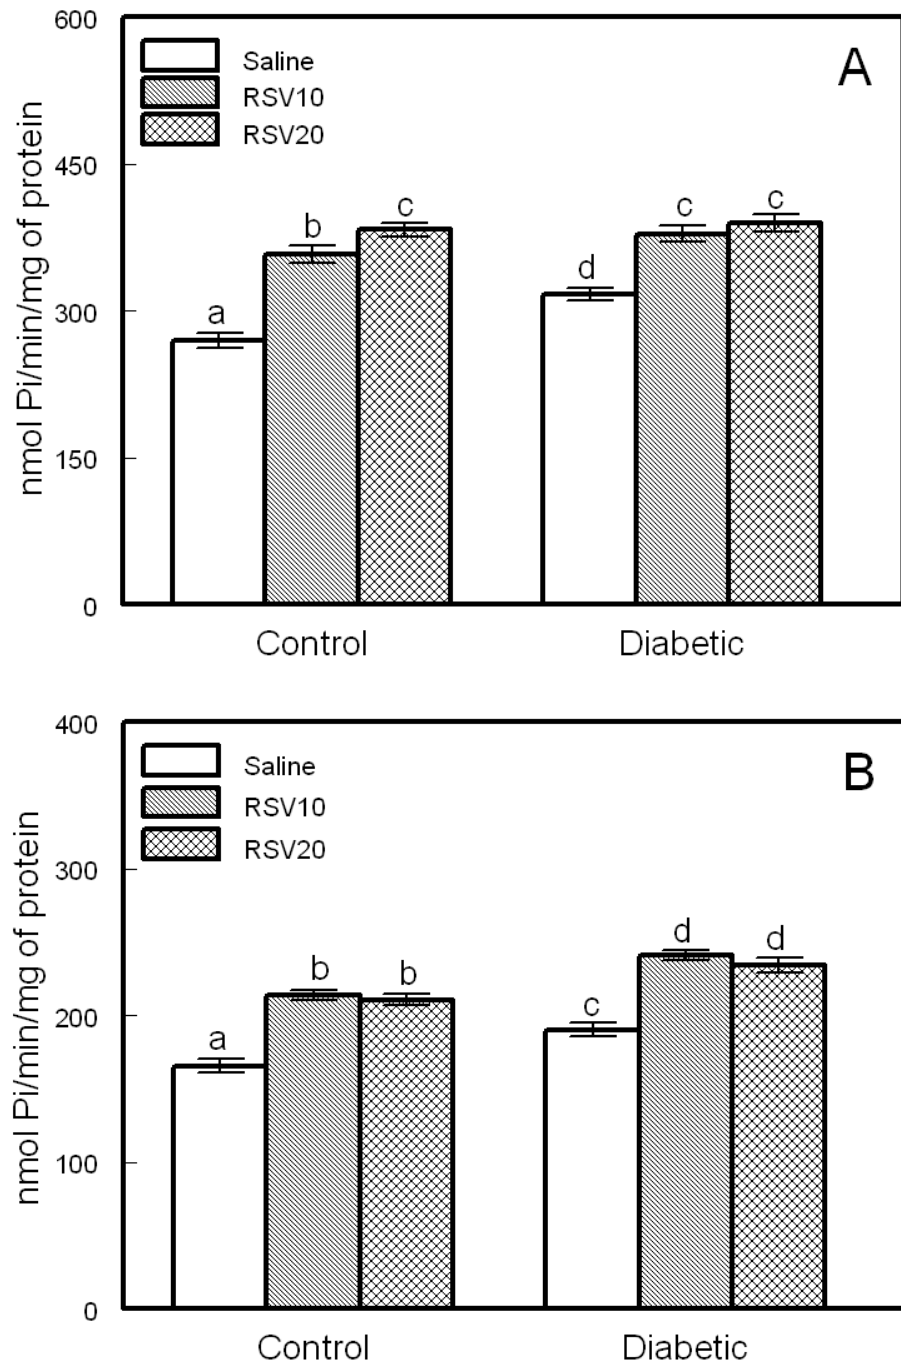 600
A
Saline
RSV10
RSV20
450
300
150
0
nmol Pi/min/mg of protein
a
b
c
d
c
c
Control
Diabetic
400
B
Saline
RSV10
RSV20
300
200
100
0
nmol Pi/min/mg of protein
a
b
b
c
d
d
Control
Diabetic